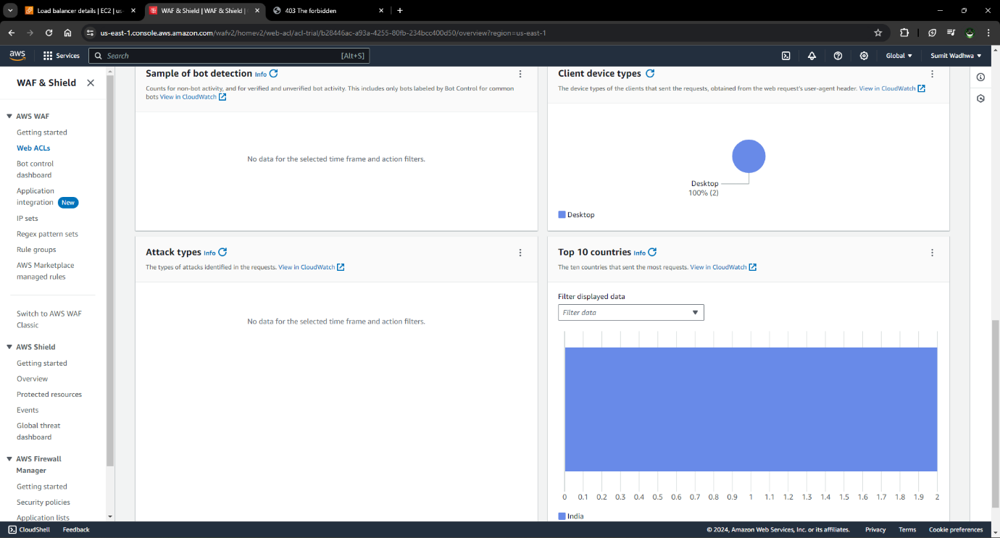 Load balancer details | EC2 | us-
WAF & Shield | WAF & Shield |
403 The forbidden
us-east-1.console.aws.amazon.com/wafv2/homev2/web-acl/acl-trial/b28446ac-a93a-4255-80fb-234bcc400d50/overview?region=us-east-1
aws
Services
Search
[Alt+S]
Global
Sumit Wadhwa
WAF & Shield
AWS WAF
Getting started
Web ACLs
Bot control
dashboard
Application
integration New
IP sets
Regex pattern sets
Rule groups
AWS Marketplace
managed rules
Switch to AWS WAF
Classic
AWS Shield
Getting started
Overview
Protected resources
Events
Global threat
dashboard
AWS Firewall
Manager
Getting started
Security policies
Application lists
Sample of bot detection Info
Counts for non-bot activity, and for verified and unverified bot activity. This includes only bots labeled by Bot Control for common
bots View in CloudWatch
No data for the selected time frame and action filters.
Client device types
The device types of the clients that sent the requests, obtained from the web request's user-agent header. View in CloudWatch
Desktop
100% (2)
Desktop
Attack types Info
The types of attacks identified in the requests. View in CloudWatch
No data for the selected time frame and action filters.
Top 10 countries Info
The ten countries that sent the most requests. View in CloudWatch
Filter displayed data
Filter data
0 0.1 0.2 0.3 0.4 0.5 0.6 0.7 0.8 0.9 1 1.1 1.2 1.3 1.4 1.5 1.6 1.7 1.8 1.9 2
India
CloudShell
Feedback
© 2024, Amazon Web Services, Inc. or its affiliates.
Privacy
Terms
Cookie preferences